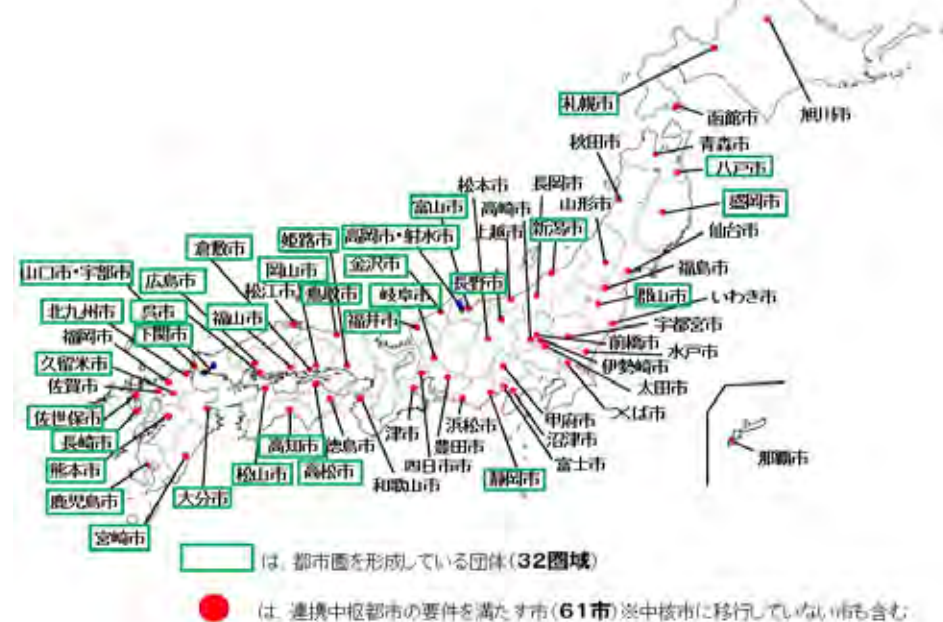 札幌市
函館市
旭川市
秋田市
青森市
八戸市
松本市
長岡市
富山市
高崎市
山形市
盛岡市
倉敷市
姫路市
高岡市・射水市
上越市
新潟市
仙台市
山口市・宇部市
広島市
岡山市
金沢市
福島市
松江市
鳥取市
岐阜市
長野市
郡山市
いわき市
北九州市
呉市
福山市
福井市
宇都宮市
福岡市
下関市
前橋市
水戸市
久留米市
伊勢崎市
佐賀市
太田市
佐世保市
つくば市
長崎市
高知市
徳島市
津市
浜松市
甲府市
熊本市
豊田市
沼津市
那覇市
松山市
高松市
四日市市
富士市
鹿児島市
大分市
和歌山市
静岡市
宮崎市
は、都市圏を形成している団体(32圏域)
は、連携中枢都市の要件を満たす市(61市)※中核市に移行していない市も含む